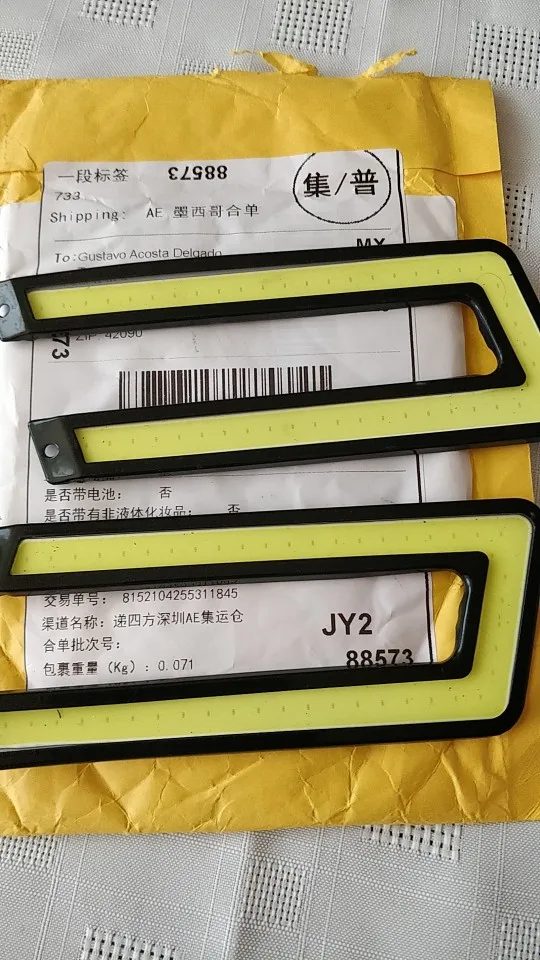 一段标签
88573
集/普
733
Shipping: AE 墨西哥合单
MX
To: Gustavo Acosta Delgado
ZIP: 42090
73
是否带电池： 否
是否带有非液体化妆品： 否
交易单号： 8152104255311845
渠道名称：递四方深圳AE集运仓
JY2
合单批次号：
88573
包裹重量（Kg）：0.071